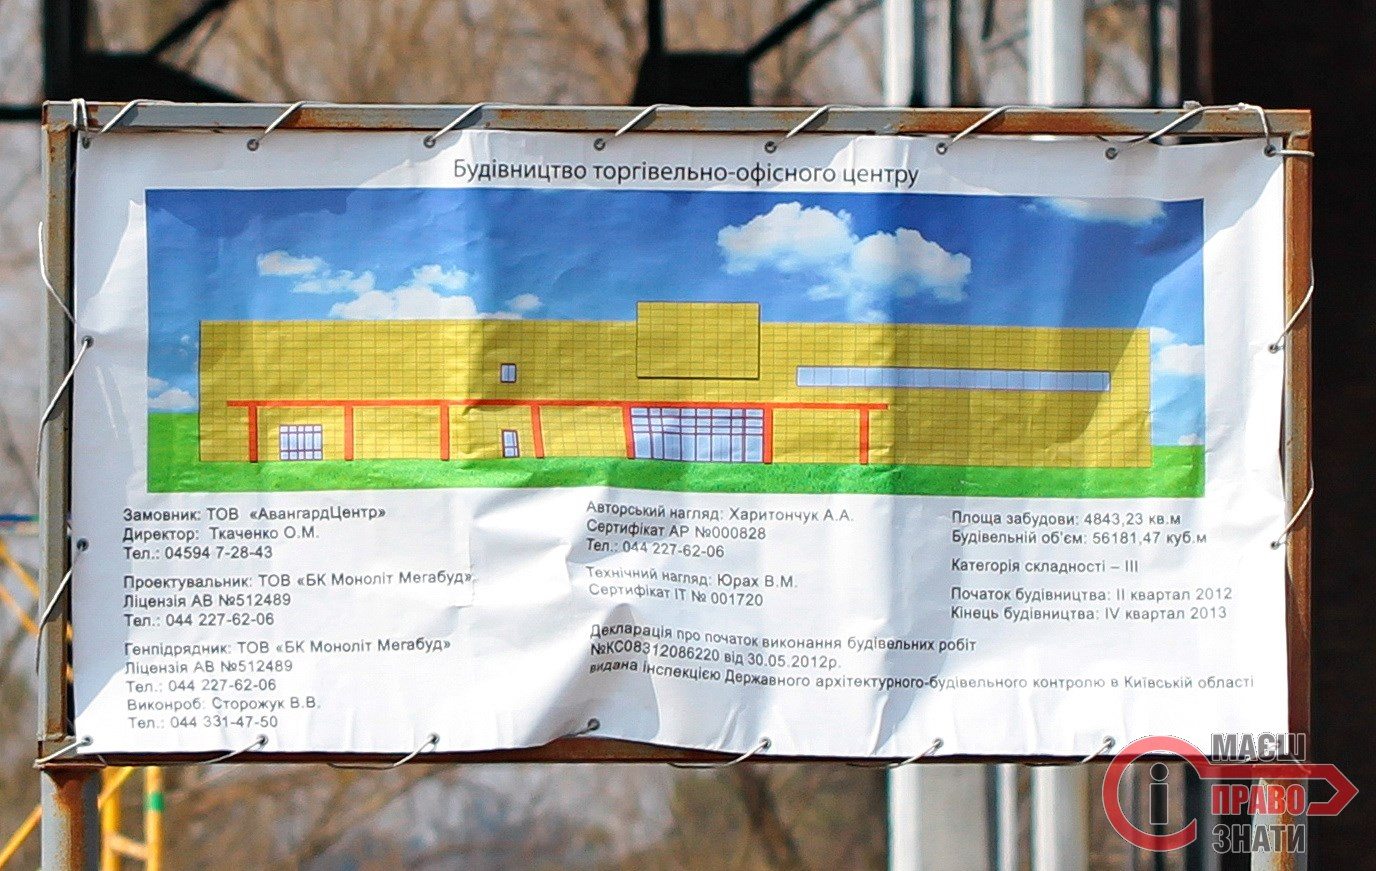 Будівництво торгівельно-офісного центру
Замовник: ТОВ «АвангардЦентр»
Директор: Ткаченко О.М.
Тел.: 04594 7-28-43
Проектувальник: ТОВ «БК Моноліт Мегабуд»
Ліцензія АВ №512489
Тел.: 044 227-62-06
Генпідрядник: ТОВ «БК Моноліт Мегабуд»
Ліцензія АВ №512489
Тел.: 044 227-62-06
Виконроб: Сторожук В.В.
Тел.: 044 331-47-50
Авторський нагляд: Харитончук А.А.
Сертифікат АР №000828
Тел.: 044 227-62-06
Технічний нагляд: Юрах В.М.
Сертифікат ІТ № 001720
Декларація про початок виконання будівельних робіт
№КС08312086220 від 30.05.2012р.
видана Інспекцією Державного архітектурного-будівельного контролю в Київській області
Площа забудови: 4843,23 кв.м
Будівельній об'єм: 56181,47 куб.м
Категорія складності – III
Початок будівництва: II квартал 2012
Кінець будівництва: IV квартал 2013
МАЄШ
ПРАВО
ЗНАТИ